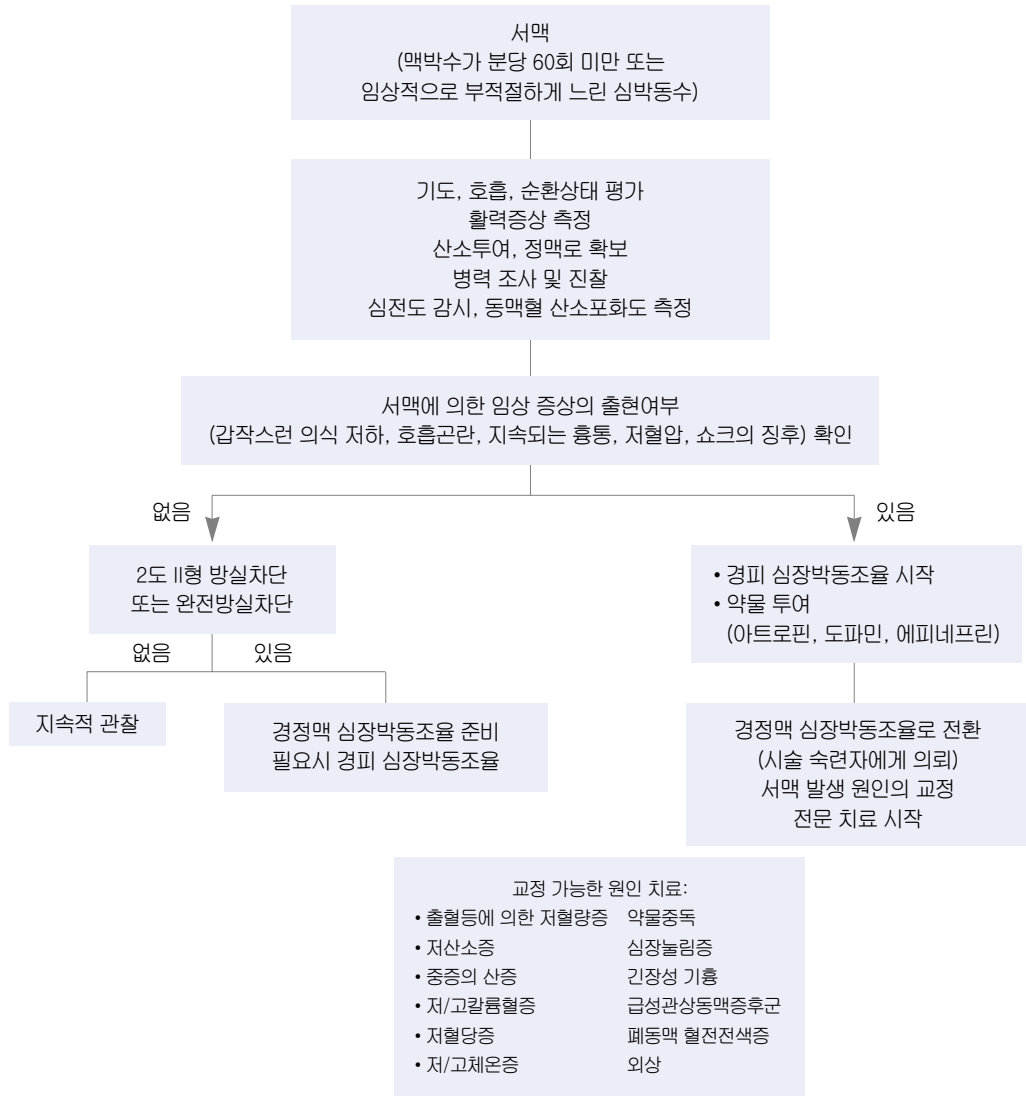 서맥
(맥박수가 분당 60회 미만 또는
임상적으로 부적절하게 느린 심박동수)
기도, 호흡, 순환상태 평가
활력증상 측정
산소투여, 정맥로 확보
병력 조사 및 진찰
심전도 감시, 동맥혈 산소포화도 측정
서맥에 의한 임상 증상의 출현여부
(갑작스런 의식 저하, 호흡곤란, 지속되는 흉통, 저혈압, 쇼크의 징후) 확인
없음
있음
2도 II형 방실차단
또는 완전방실차단
없음
있음
지속적 관찰
경정맥 심장박동조율 준비
필요시 경피 심장박동조율
• 경피 심장박동조율 시작
• 약물 투여
(아트로핀, 도파민, 에피네프린)
경정맥 심장박동조율로 전환
(시술 숙련자에게 의뢰)
서맥 발생 원인의 교정
전문 치료 시작
교정 가능한 원인 치료:
• 출혈등에 의한 저혈량증 약물중독
• 저산소증 심장눌림증
• 중증의 산증 긴장성 기흉
• 저/고칼륨혈증 급성관상동맥증후군
• 저혈당증 폐동맥 혈전전색증
• 저/고체온증 외상